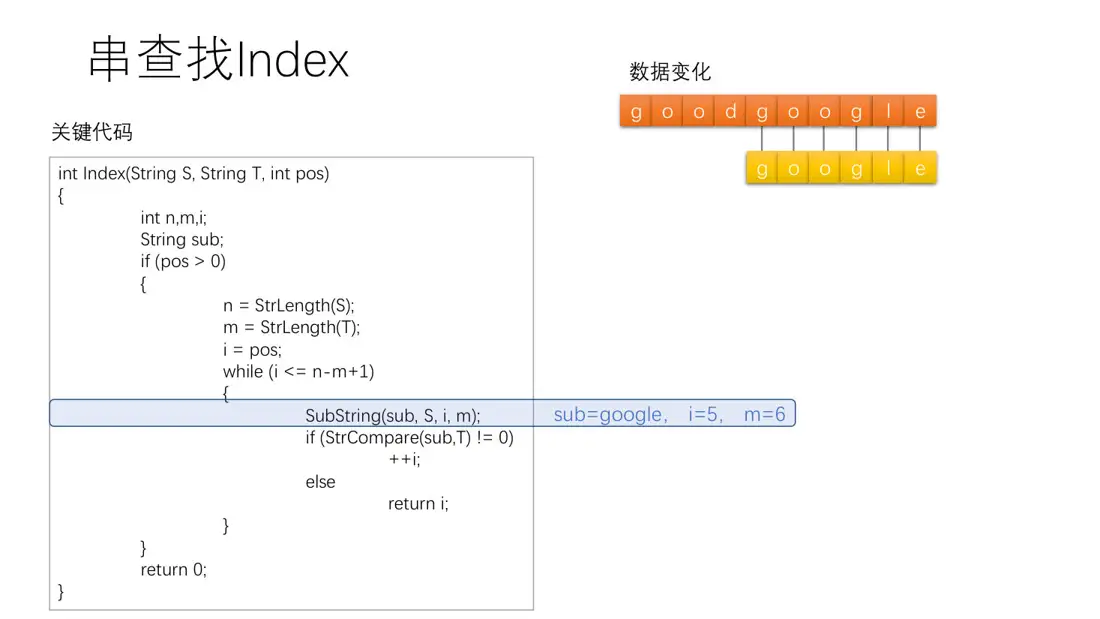 串查找Index
数据变化
g o o d g o o g l e
g o o g l e
关键代码
int Index(String S, String T, int pos)
{
int n,m,i;
String sub;
if (pos > 0)
{
n = StrLength(S);
m = StrLength(T);
i = pos;
while (i <= n-m+1)
{
SubString(sub, S, i, m); sub=google, i=5, m=6
if (StrCompare(sub,T) != 0)
++i;
else
return i;
}
}
return 0;
}